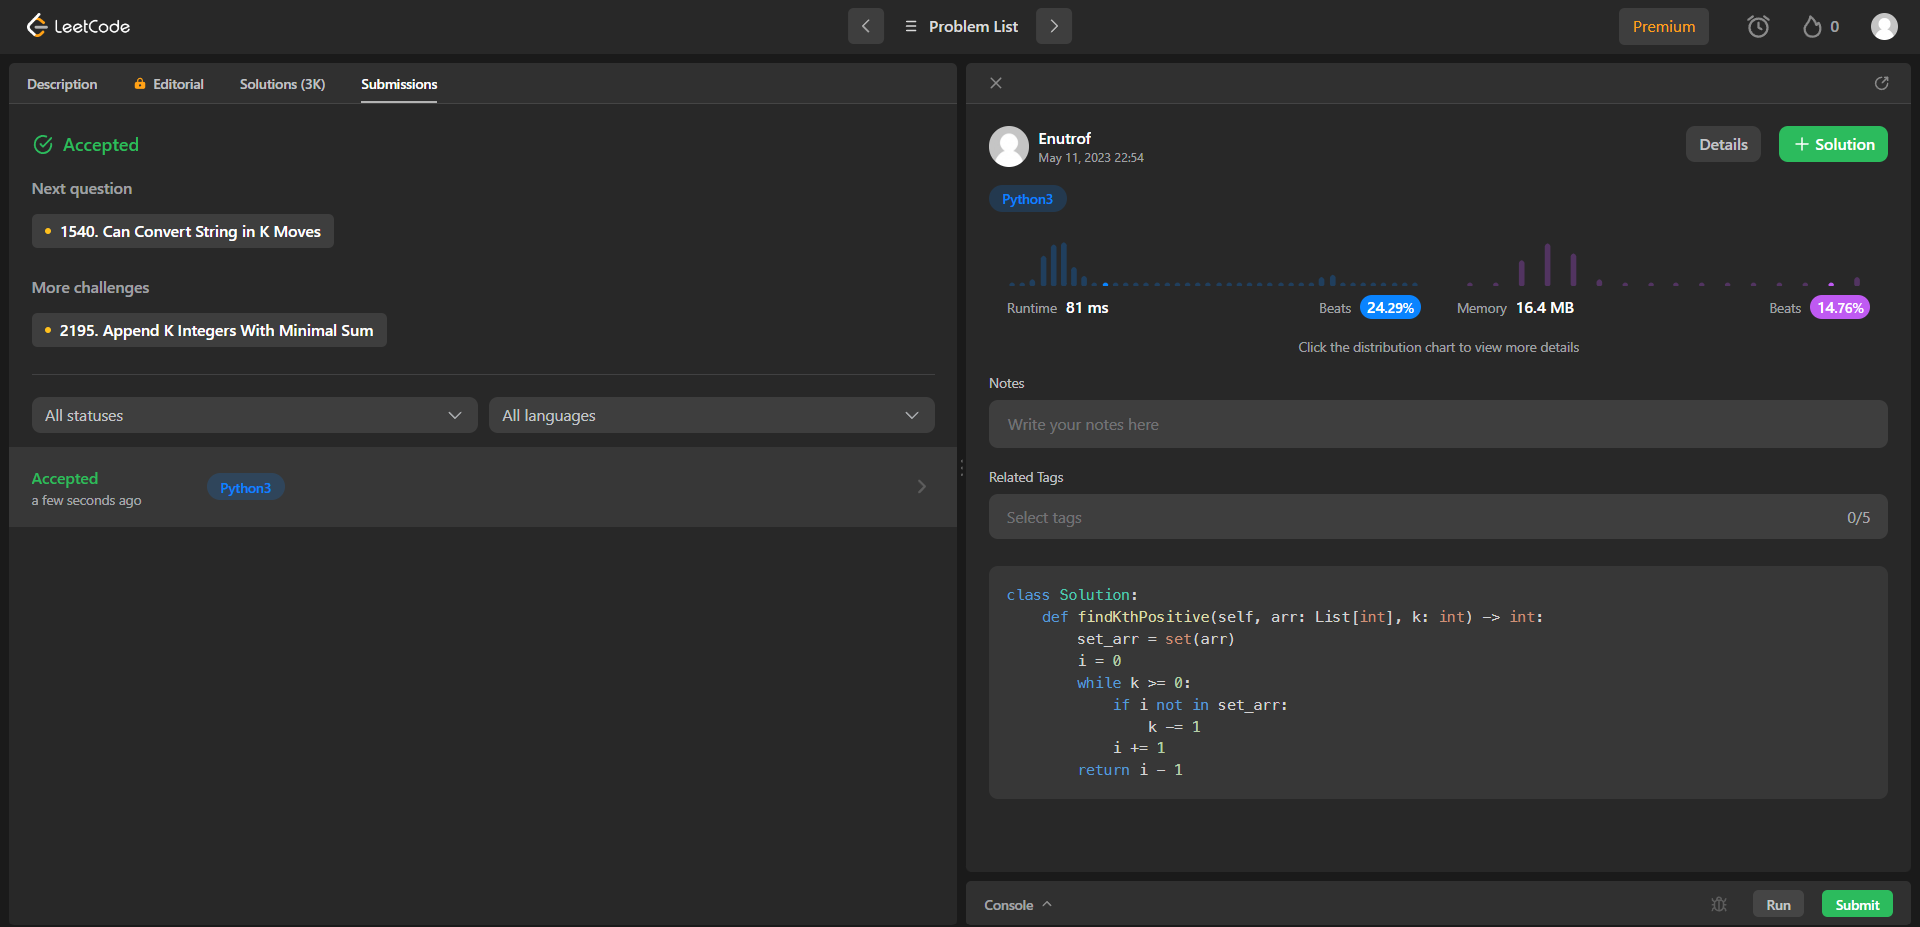 LeetCode
Problem List
Premium
0
Description
Editorial
Solutions (3K)
Submissions
Accepted
Next question
1540. Can Convert String in K Moves
More challenges
2195. Append K Integers With Minimal Sum
All statuses
All languages
Accepted
a few seconds ago
Python3
Enutrof
May 11, 2023 22:54
Details
+ Solution
Python3
Runtime 81 ms
Beats 24.29%
Memory 16.4 MB
Beats 14.76%
Click the distribution chart to view more details
Notes
Write your notes here
Related Tags
Select tags
0/5
class Solution:
    def findKthPositive(self, arr: List[int], k: int) -> int:
        set_arr = set(arr)
        i = 0
        while k >= 0:
            if i not in set_arr:
                k -= 1
            i += 1
        return i - 1
Console
Run
Submit